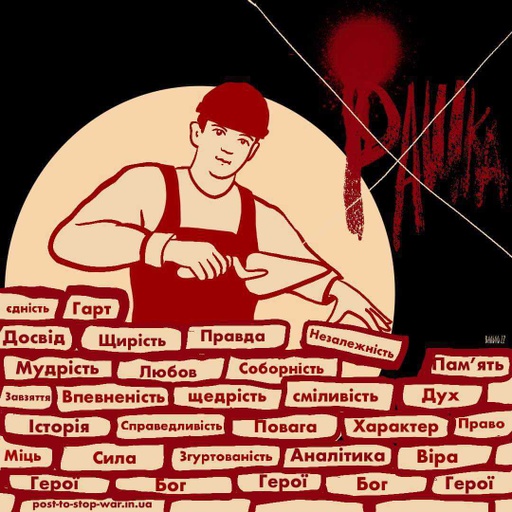 Рашка
єдність Гарт
Досвід Щирість Правда Незалежність
Мудрість Любов Соборність Пам'ять
Завзяття Впевненість щедрість сміливість Дух
Історія Справедливість Повага Характер Право
Міць Сила Згуртованість Аналітика Віра
Герої Бог Герої Бог Герої
post-to-stop-war.in.ua